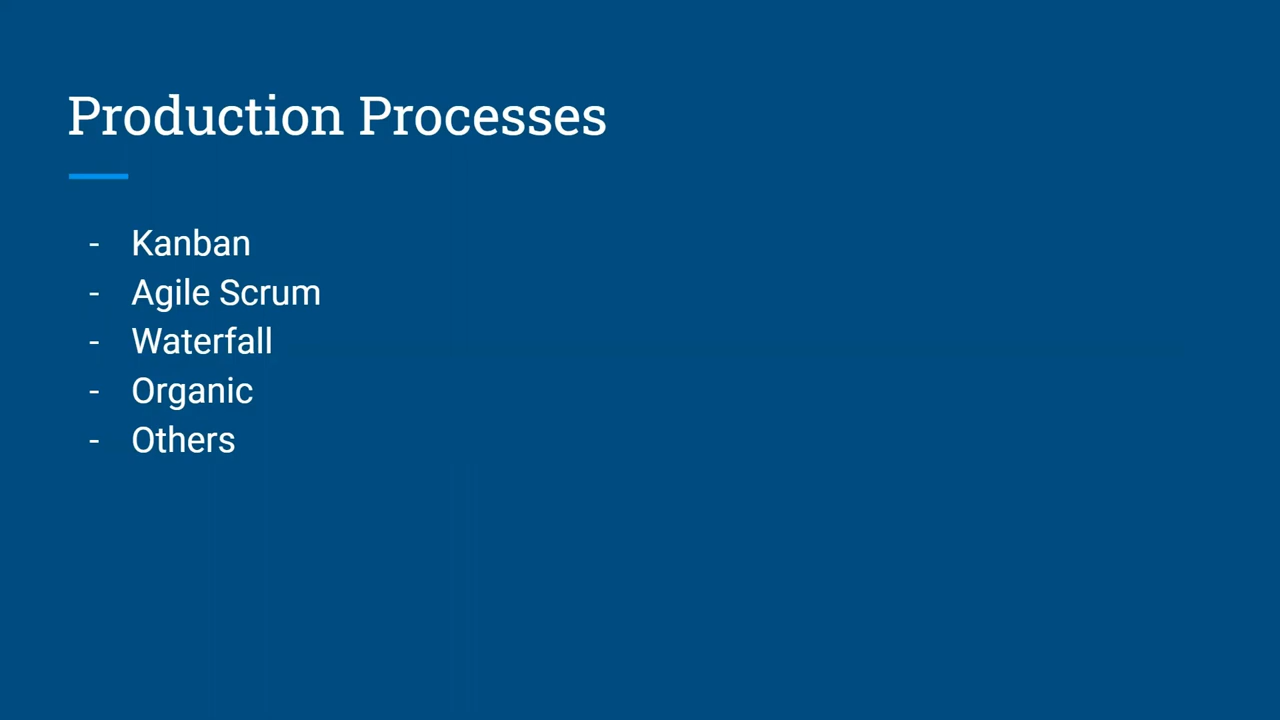 Production Processes
- Kanban
- Agile Scrum
- Waterfall
- Organic
- Others